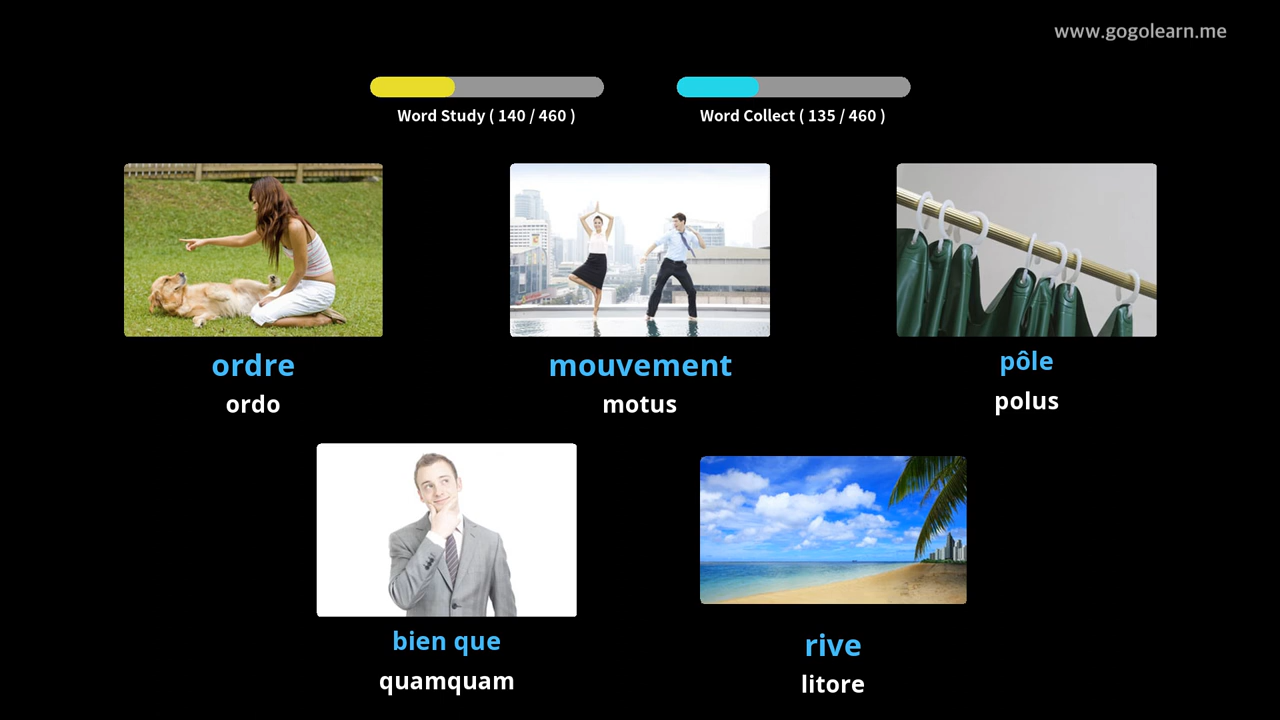 www.gogolearn.me
Word Study ( 140 / 460 )
Word Collect ( 135 / 460 )
ordre
ordo
mouvement
motus
pôle
polus
bien que
quamquam
rive
litore